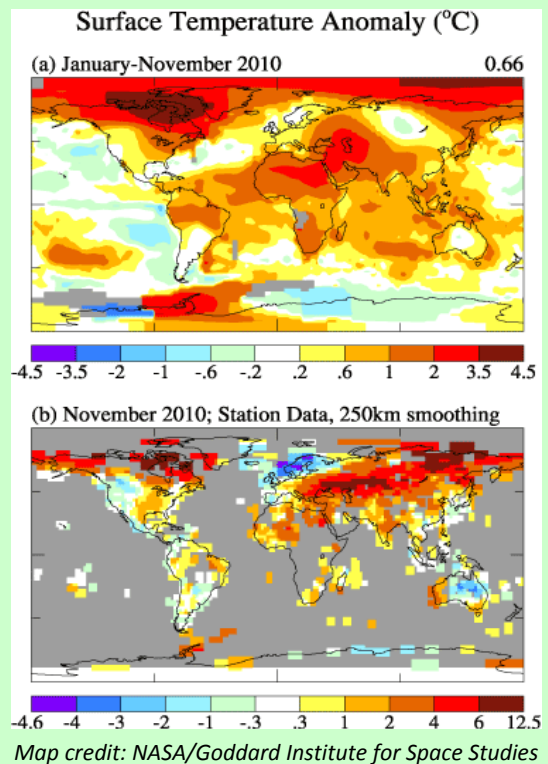 Surface Temperature Anomaly (°C)
(a) January-November 2010 0.66
-4.5 -3.5 -2 -1 -.6 -.2 .2 .6 1 2 3.5 4.5
(b) November 2010; Station Data, 250km smoothing
-4.6 -4 -3 -2 -1 -.3 .3 1 2 4 6 12.5
Map credit: NASA/Goddard Institute for Space Studies